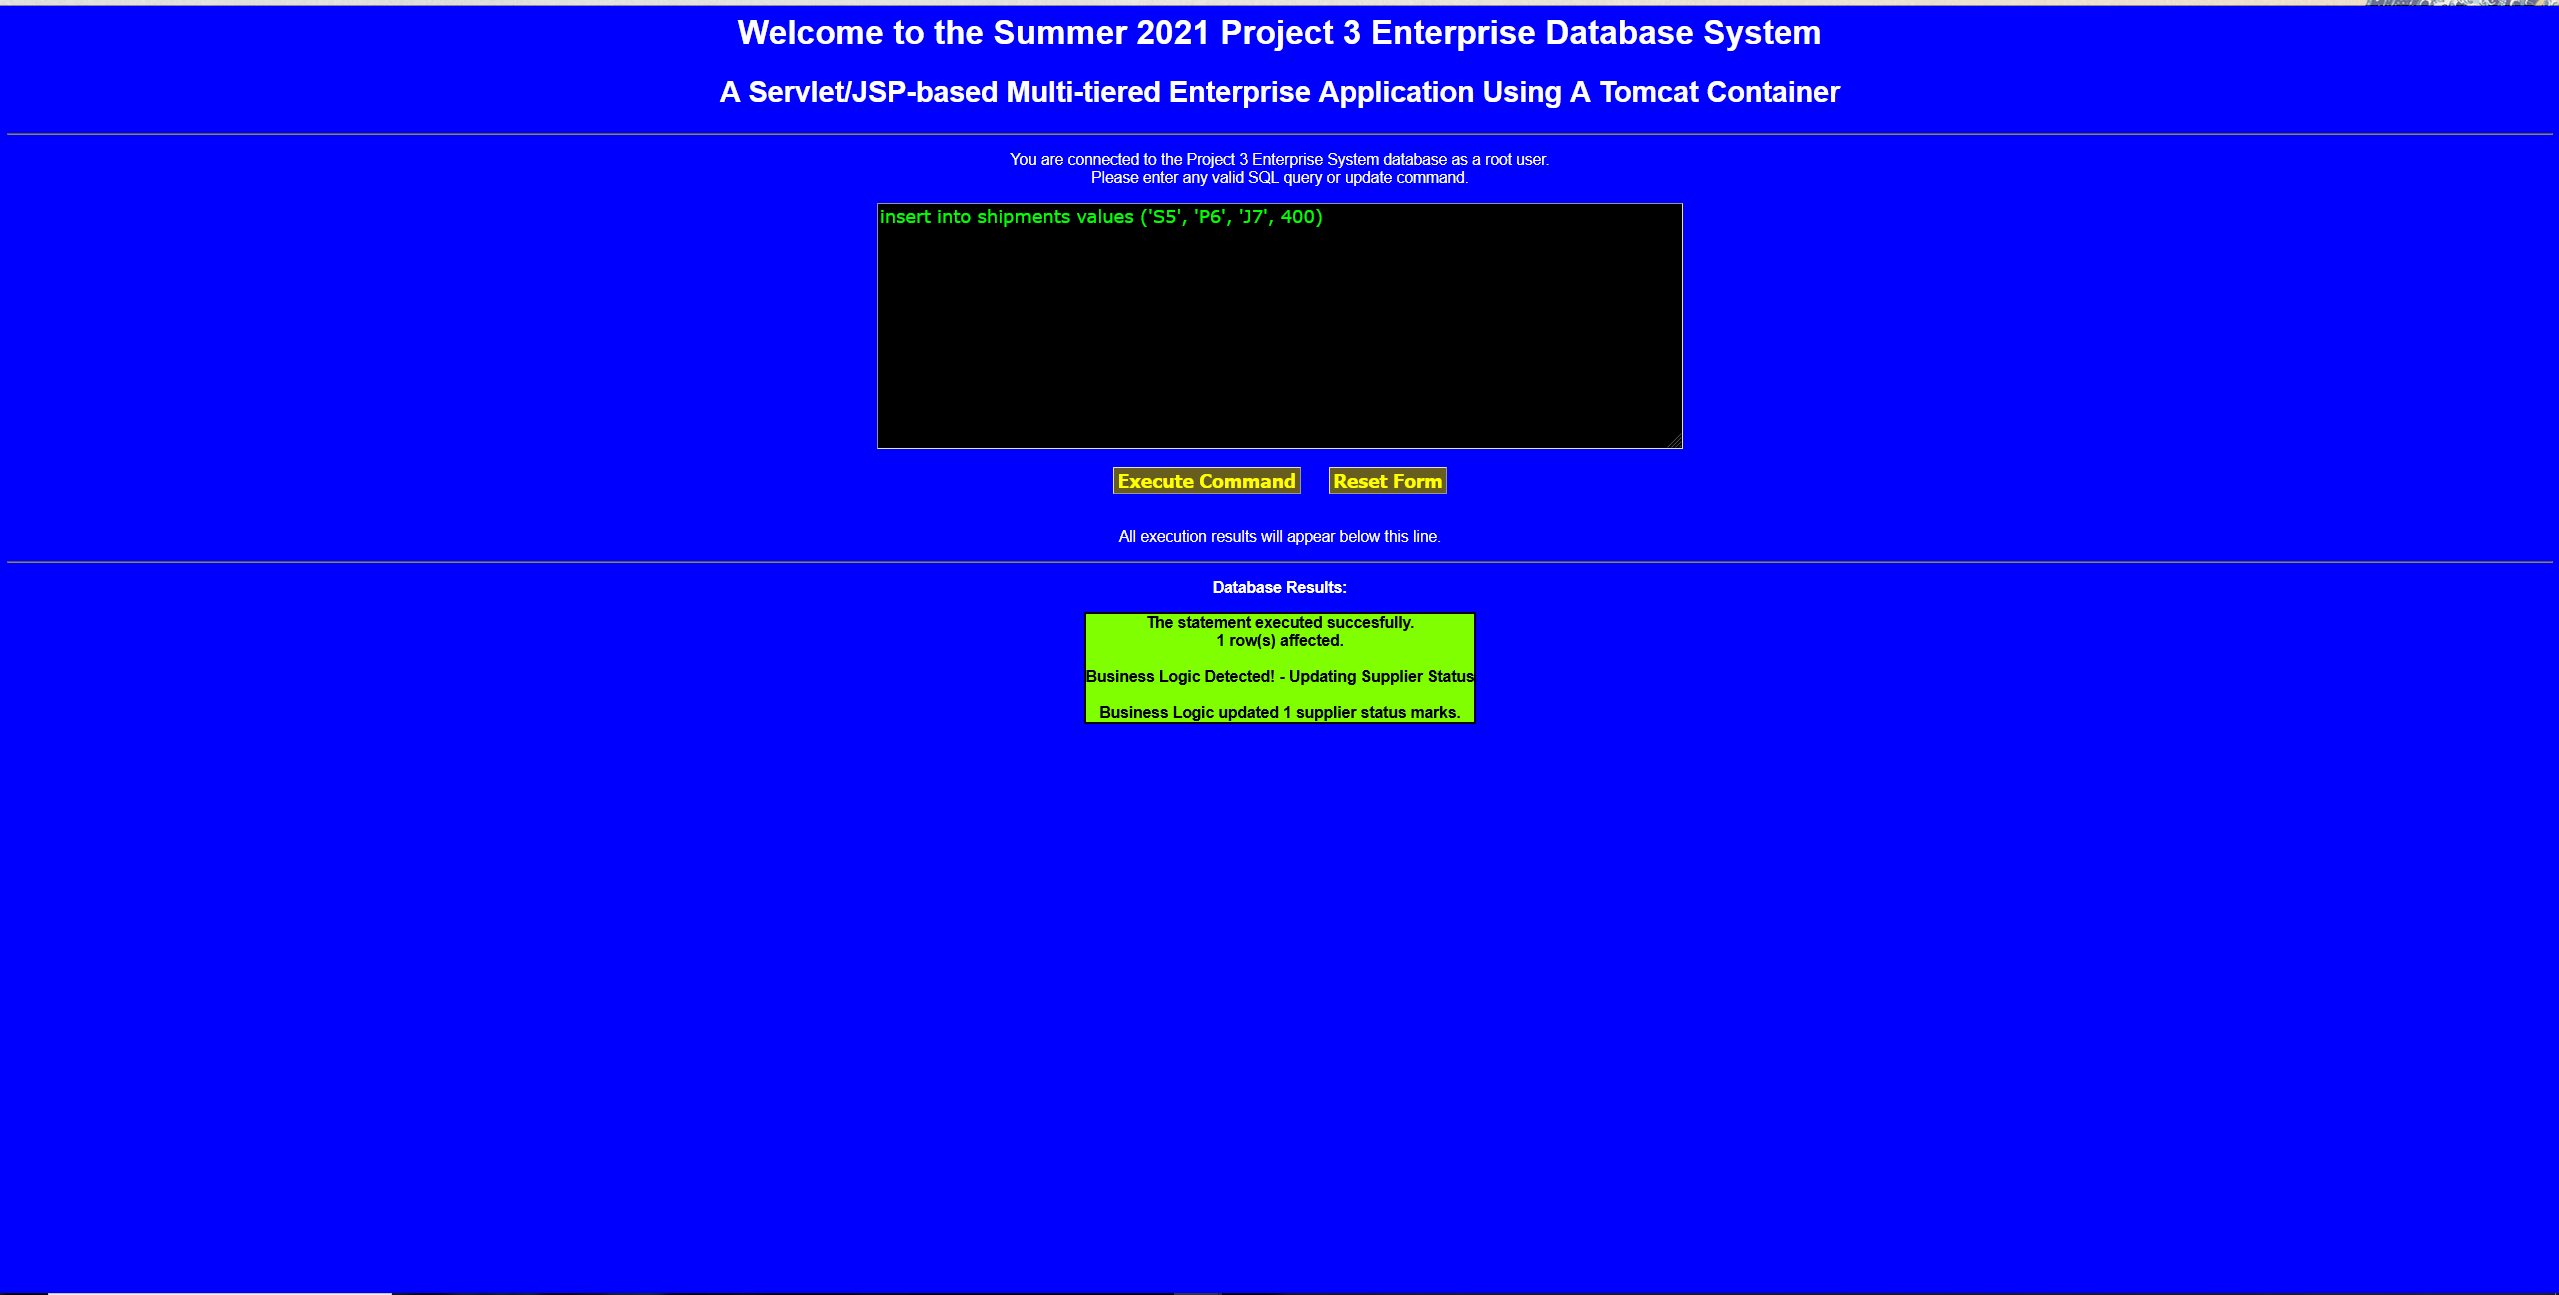 Welcome to the Summer 2021 Project 3 Enterprise Database System
A Servlet/JSP-based Multi-tiered Enterprise Application Using A Tomcat Container
You are connected to the Project 3 Enterprise System database as a root user.
Please enter any valid SQL query or update command.
insert into shipments values ('S5', 'P6', 'J7', 400)
Execute Command Reset Form
All execution results will appear below this line.
Database Results:
The statement executed succesfully.
1 row(s) affected.
Business Logic Detected! - Updating Supplier Status
Business Logic updated 1 supplier status marks.